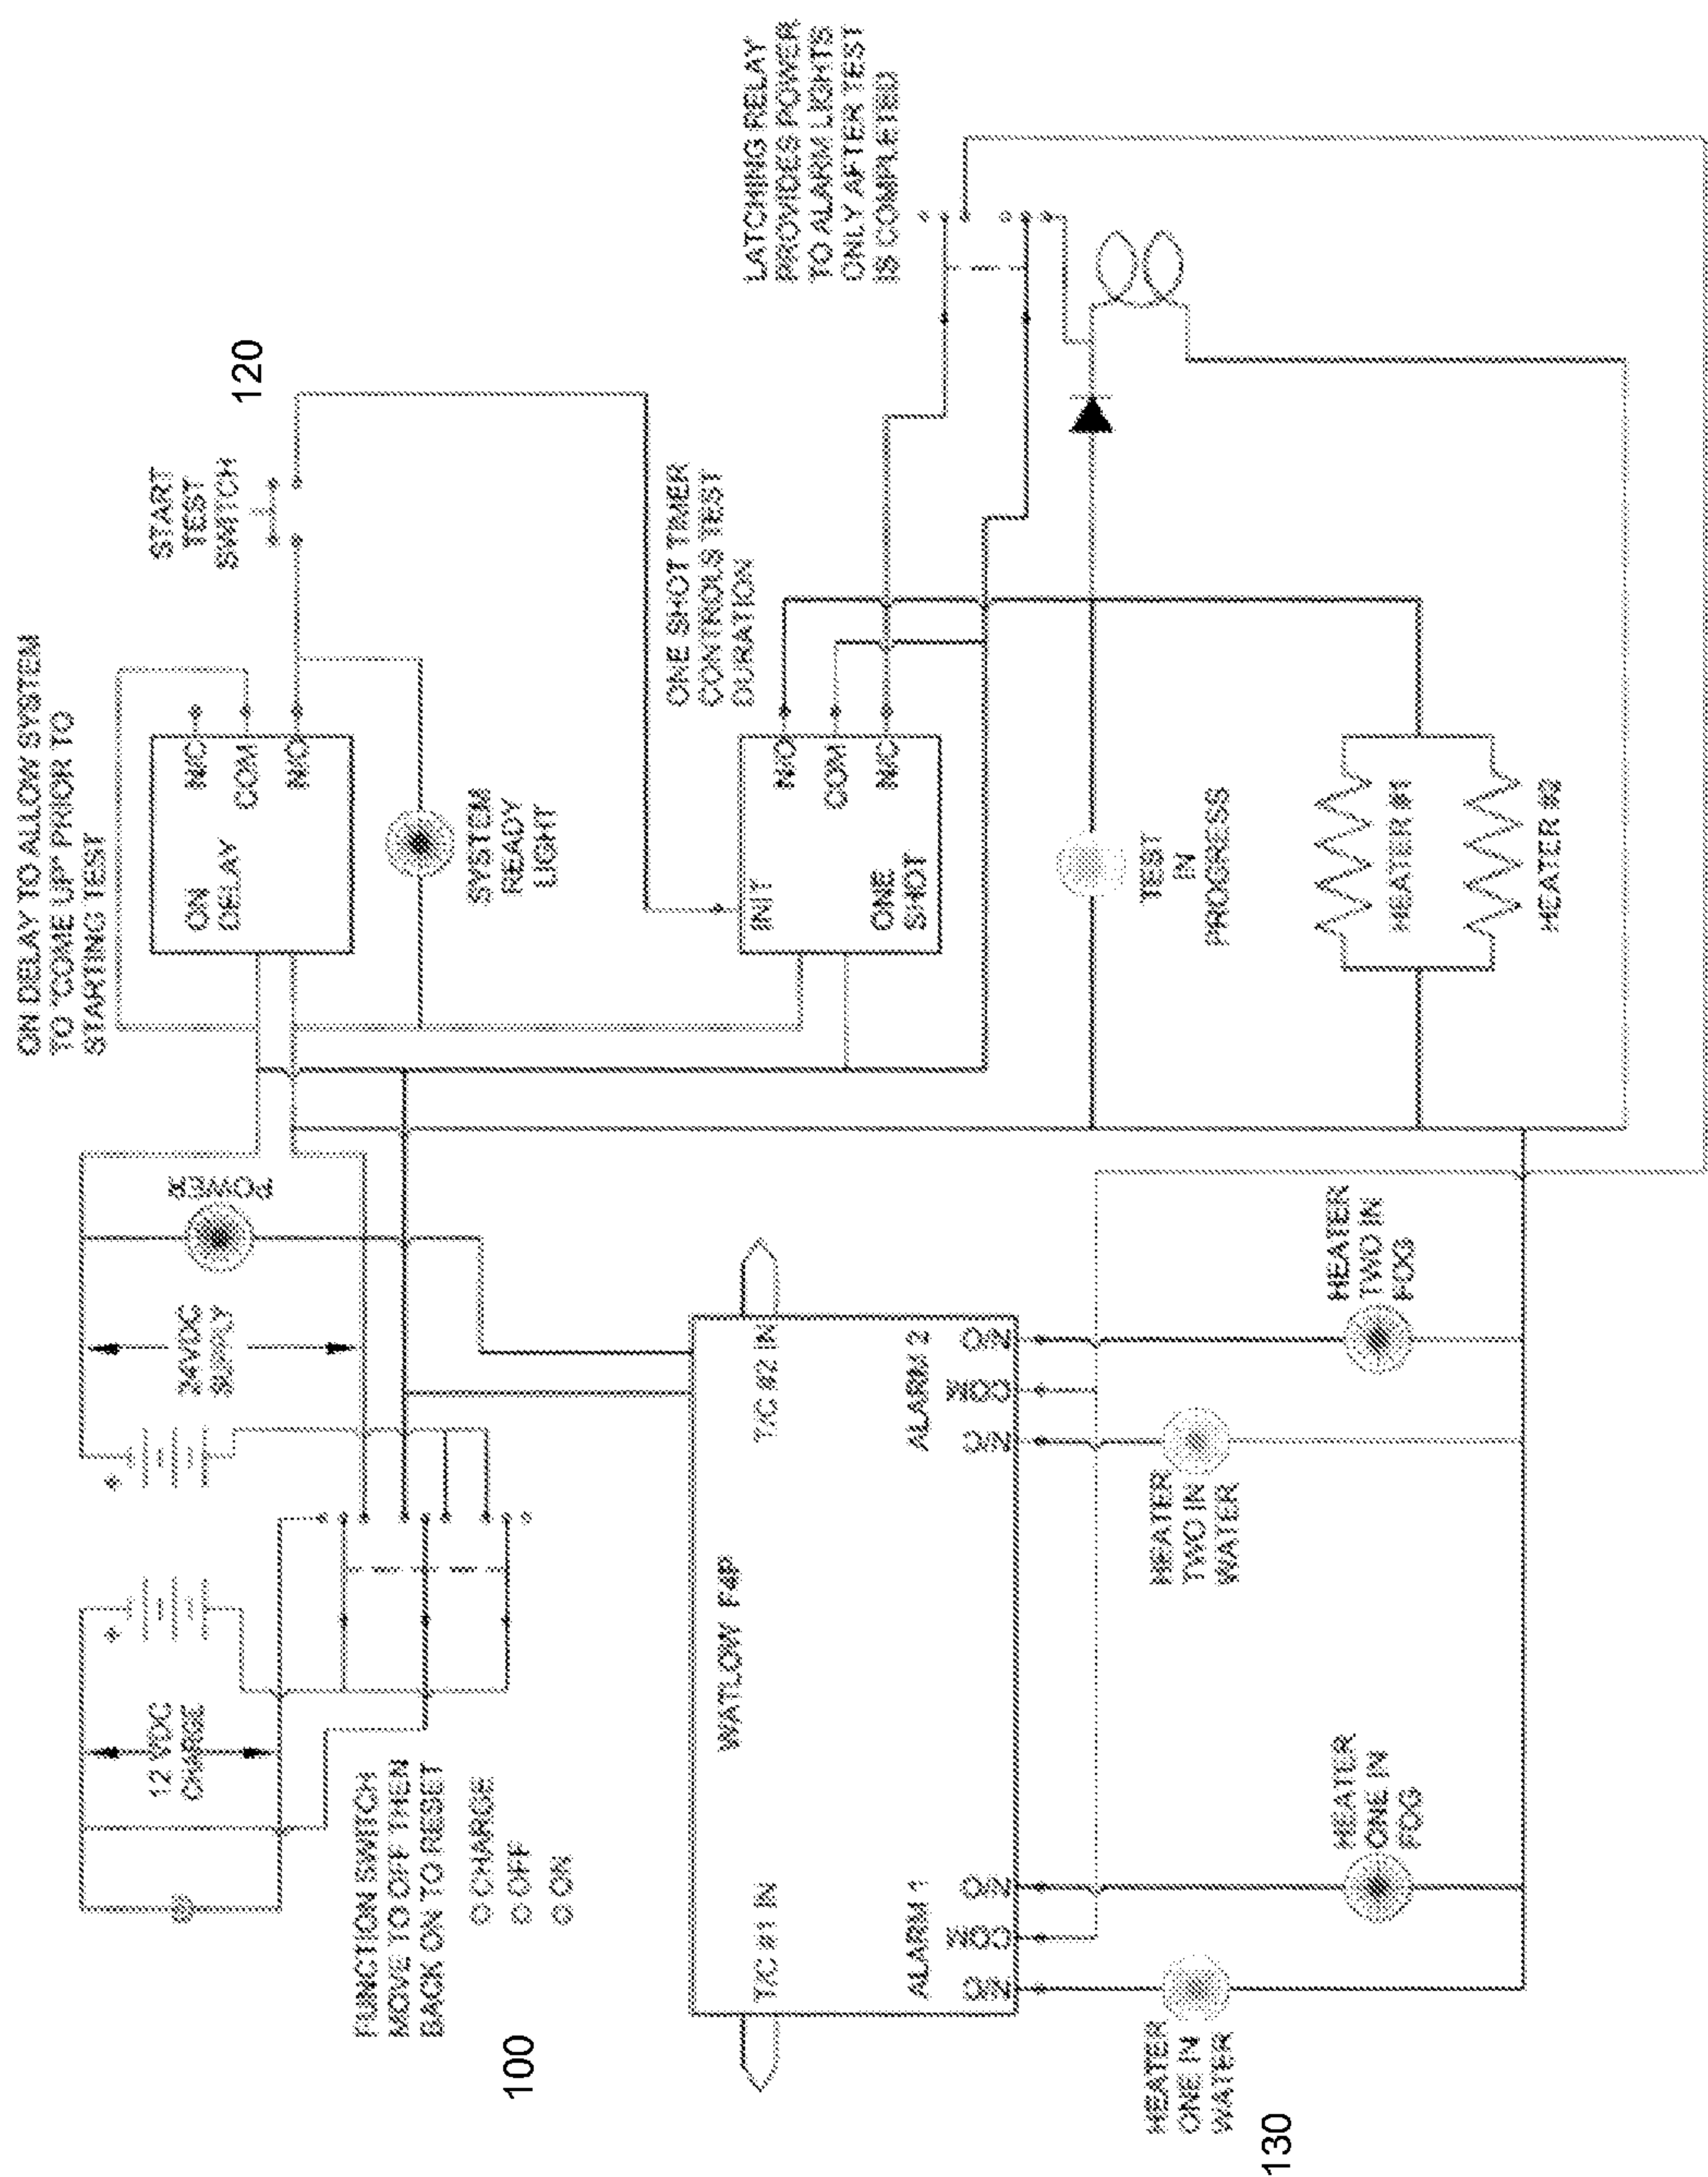 ON DELAY TO ALLOW SYSTEM
TO "COME UP" PRIOR TO
STARTING TEST
START
TEST
SWITCH
120
ON
DELAY
N/C
COM
N/O
SYSTEM
READY
LIGHT
12 VDC
CHARGE
24VDC
SUPPLY
POWER
+
+
FUNCTION SWITCH
MOVE TO OFF THEN
BACK ON TO RESET
O CHARGE
O OFF
O ON
100
ONE SHOT TIMER
CONTROLS TEST
DURATION
INIT
ONE
SHOT
N/O
COM
N/C
LATCHING RELAY
PROVIDES POWER
TO ALARM LIGHTS
ONLY AFTER TEST
IS COMPLETED
WATLOW F4P
T/C #1 IN
T/C #2 IN
ALARM 1
ALARM 2
COM
COM
TEST
IN
PROGRESS
HEATER #1
HEATER #2
HEATER
ONE IN
WATER
HEATER
ONE IN
FOG
HEATER
TWO IN
WATER
HEATER
TWO IN
FOG
130